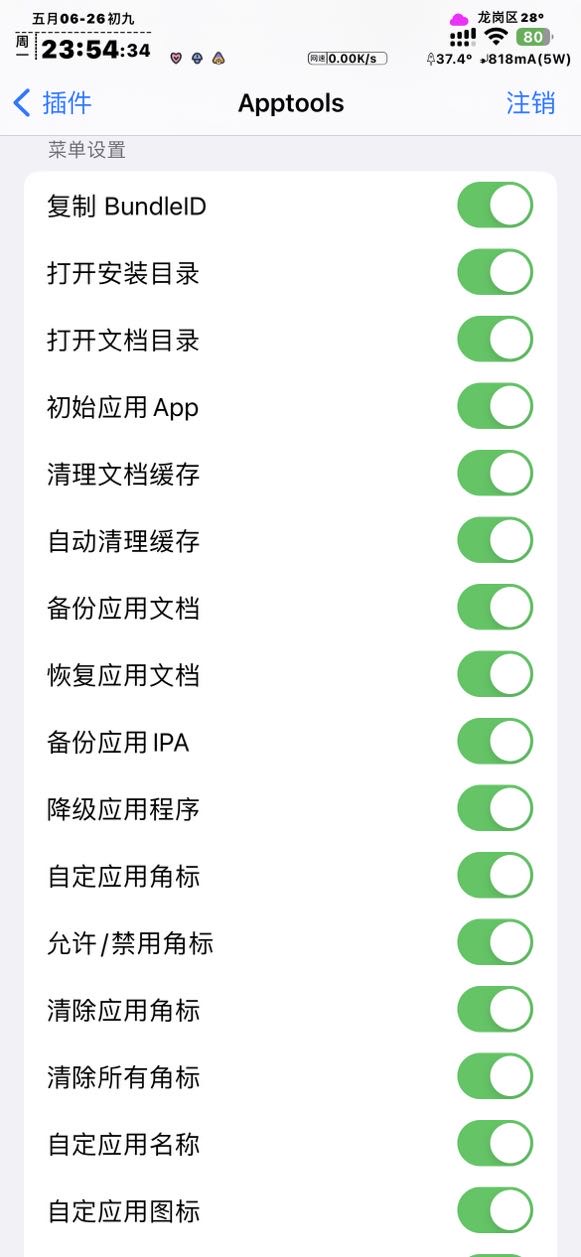 五月06-26初九
龙岗区28°
周一
23:54:34
网速0.00K/s
80
37.4° 818mA(5W)
插件
Apptools
注销
菜单设置
复制 BundleID
打开安装目录
打开文档目录
初始应用 App
清理文档缓存
自动清理缓存
备份应用文档
恢复应用文档
备份应用 IPA
降级应用程序
自定应用角标
允许/禁用角标
清除应用角标
清除所有角标
自定应用名称
自定应用图标